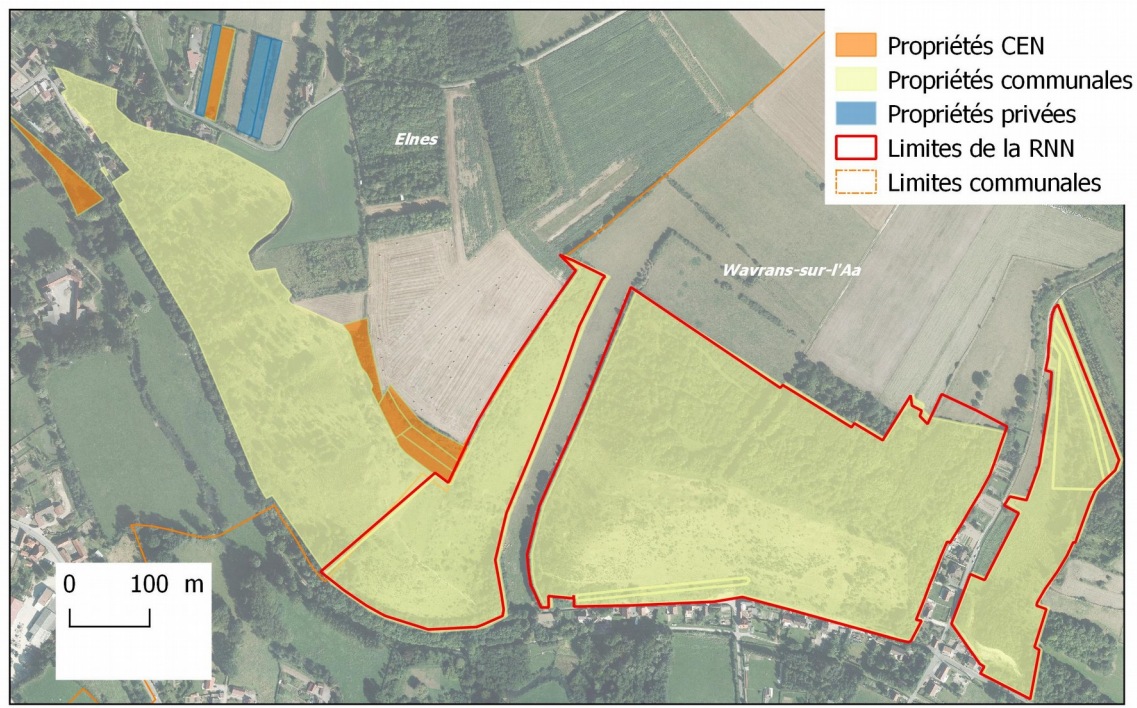 Propriétés CEN
Propriétés communales
Propriétés privées
Limites de la RNN
Limites communales
Elnes
Wavrans-sur-l'Aa
0 100 m